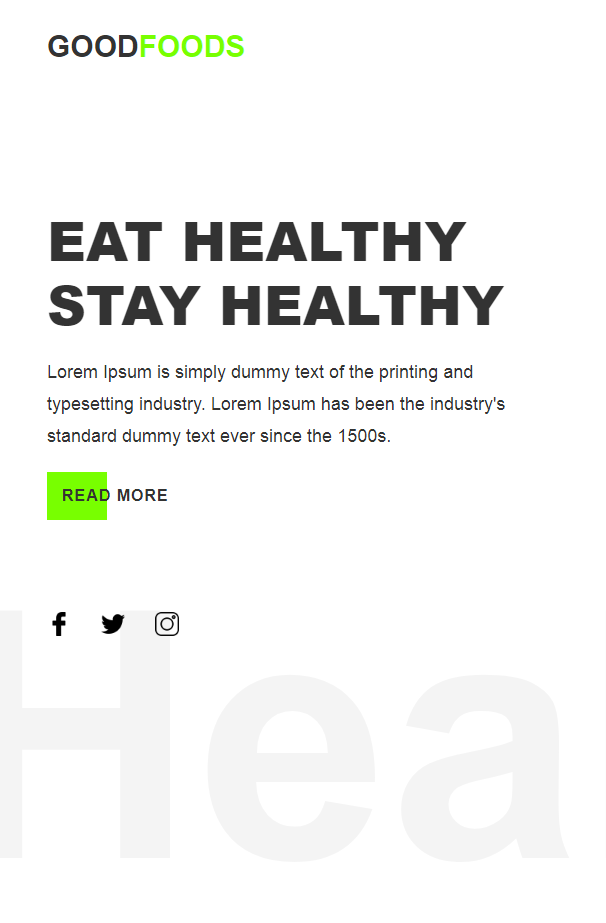 GOODFOODS
EAT HEALTHY
STAY HEALTHY
Lorem Ipsum is simply dummy text of the printing and
typesetting industry. Lorem Ipsum has been the industry's
standard dummy text ever since the 1500s.
READ MORE
Hea